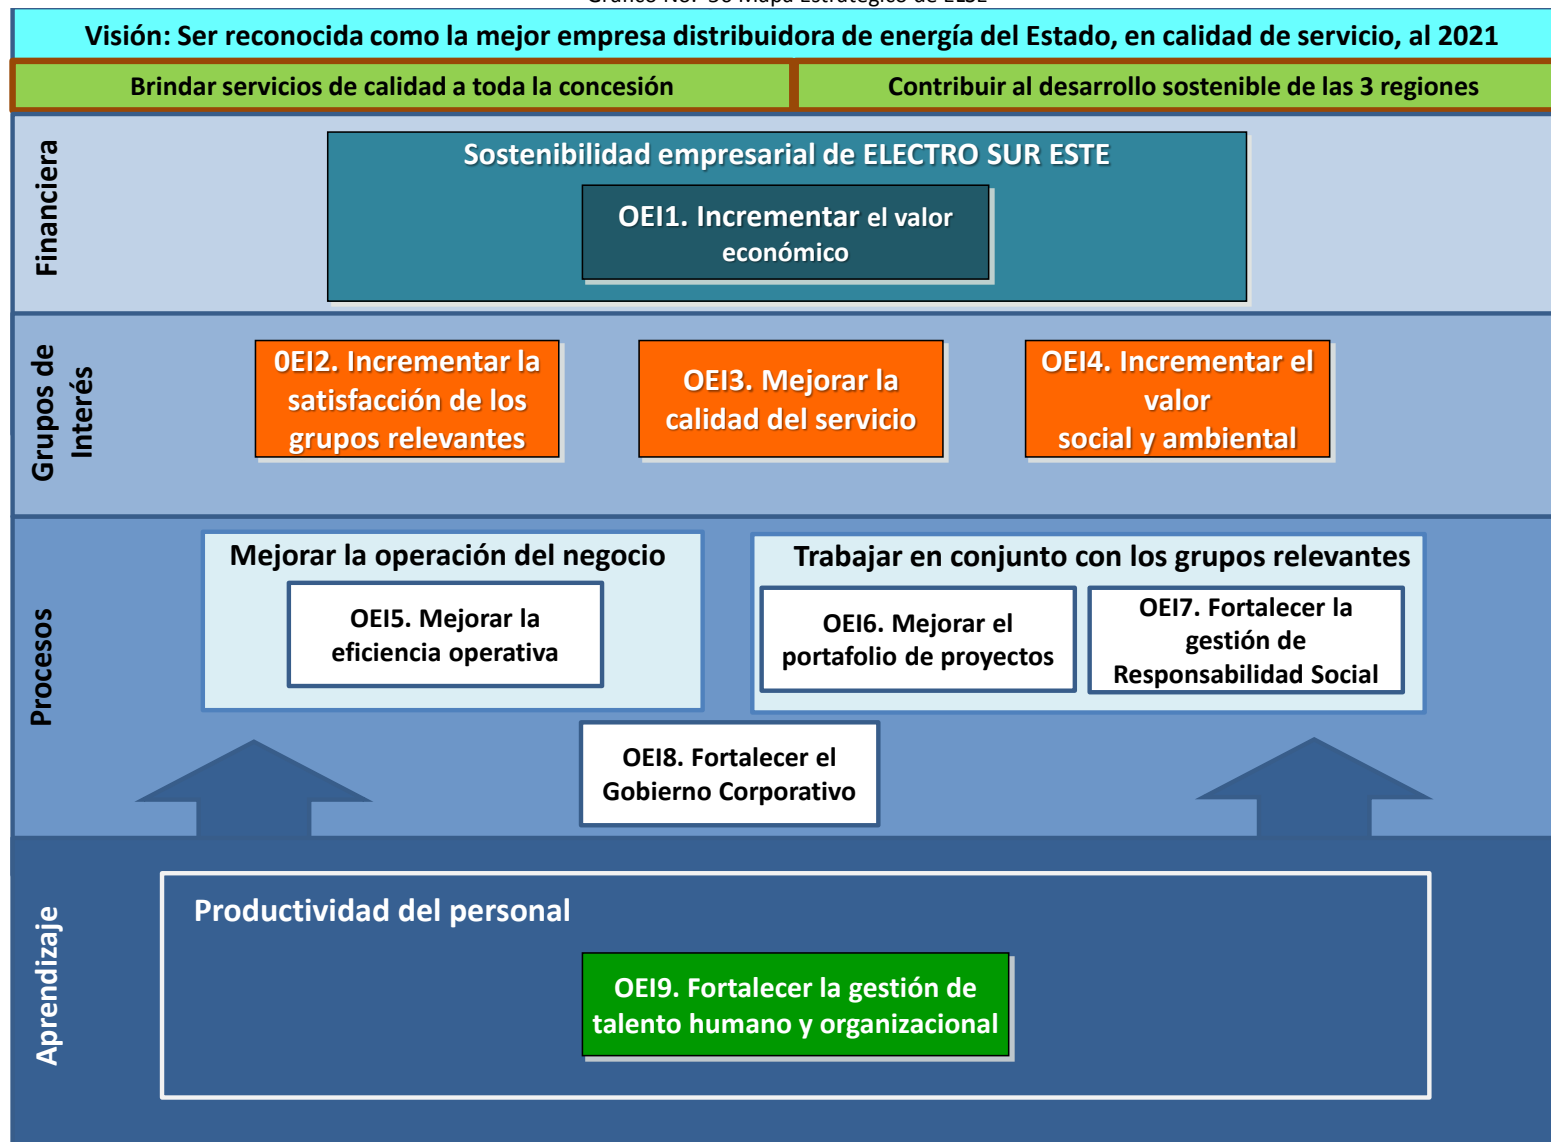 Visión: Ser reconocida como la mejor empresa distribuidora de energía del Estado, en calidad de servicio, al 2021
Brindar servicios de calidad a toda la concesión
Contribuir al desarrollo sostenible de las 3 regiones
Financiera
Sostenibilidad empresarial de ELECTRO SUR ESTE
OEI1. Incrementar el valor
económico
Grupos de
Interés
0EI2. Incrementar la
satisfacción de los
grupos relevantes
OEI3. Mejorar la
calidad del servicio
OEI4. Incrementar el
valor
social y ambiental
Procesos
Mejorar la operación del negocio
OEI5. Mejorar la
eficiencia operativa
Trabajar en conjunto con los grupos relevantes
OEI6. Mejorar el
portafolio de proyectos
OEI7. Fortalecer la
gestión de
Responsabilidad Social
OEI8. Fortalecer el
Gobierno Corporativo
Aprendizaje
Productividad del personal
OEI9. Fortalecer la gestión de
talento humano y organizacional